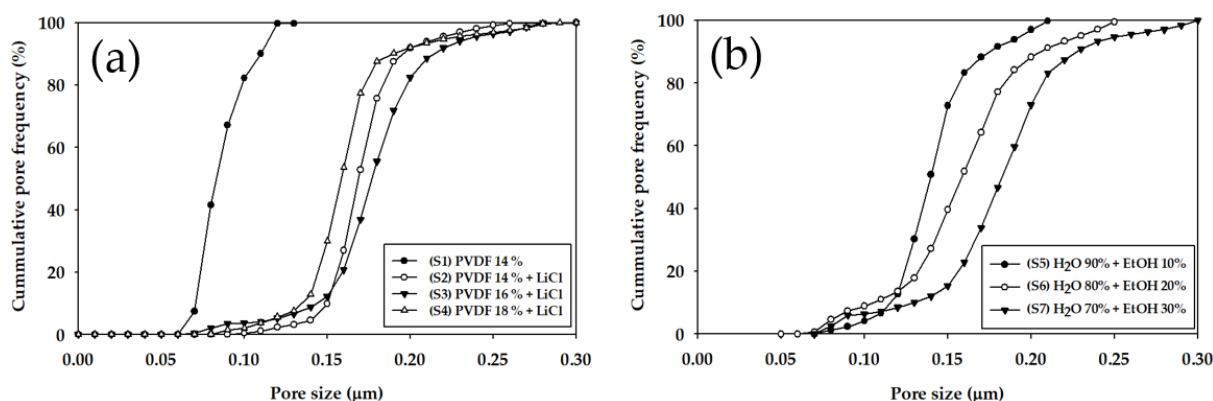 (a)
Cummulative pore frequency (%)
100
80
60
40
20
0
(S1) PVDF 14 %
(S2) PVDF 14 % + LiCl
(S3) PVDF 16 % + LiCl
(S4) PVDF 18 % + LiCl
0.00 0.05 0.10 0.15 0.20 0.25 0.30
Pore size (μm)
(b)
Cummulative pore frequency (%)
100
80
60
40
20
0
(S5) H₂O 90% + EtOH 10%
(S6) H₂O 80% + EtOH 20%
(S7) H₂O 70% + EtOH 30%
0.00 0.05 0.10 0.15 0.20 0.25 0.30
Pore size (μm)